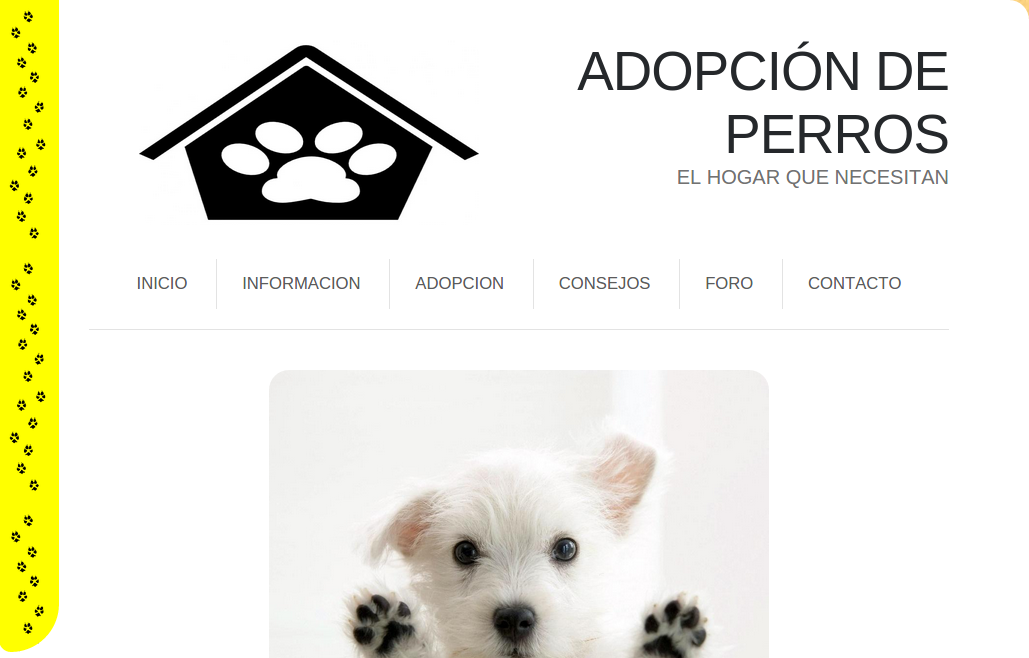 ADOPCIÓN DE
PERROS
EL HOGAR QUE NECESITAN
INICIO
INFORMACION
ADOPCION
CONSEJOS
FORO
CONTACTO